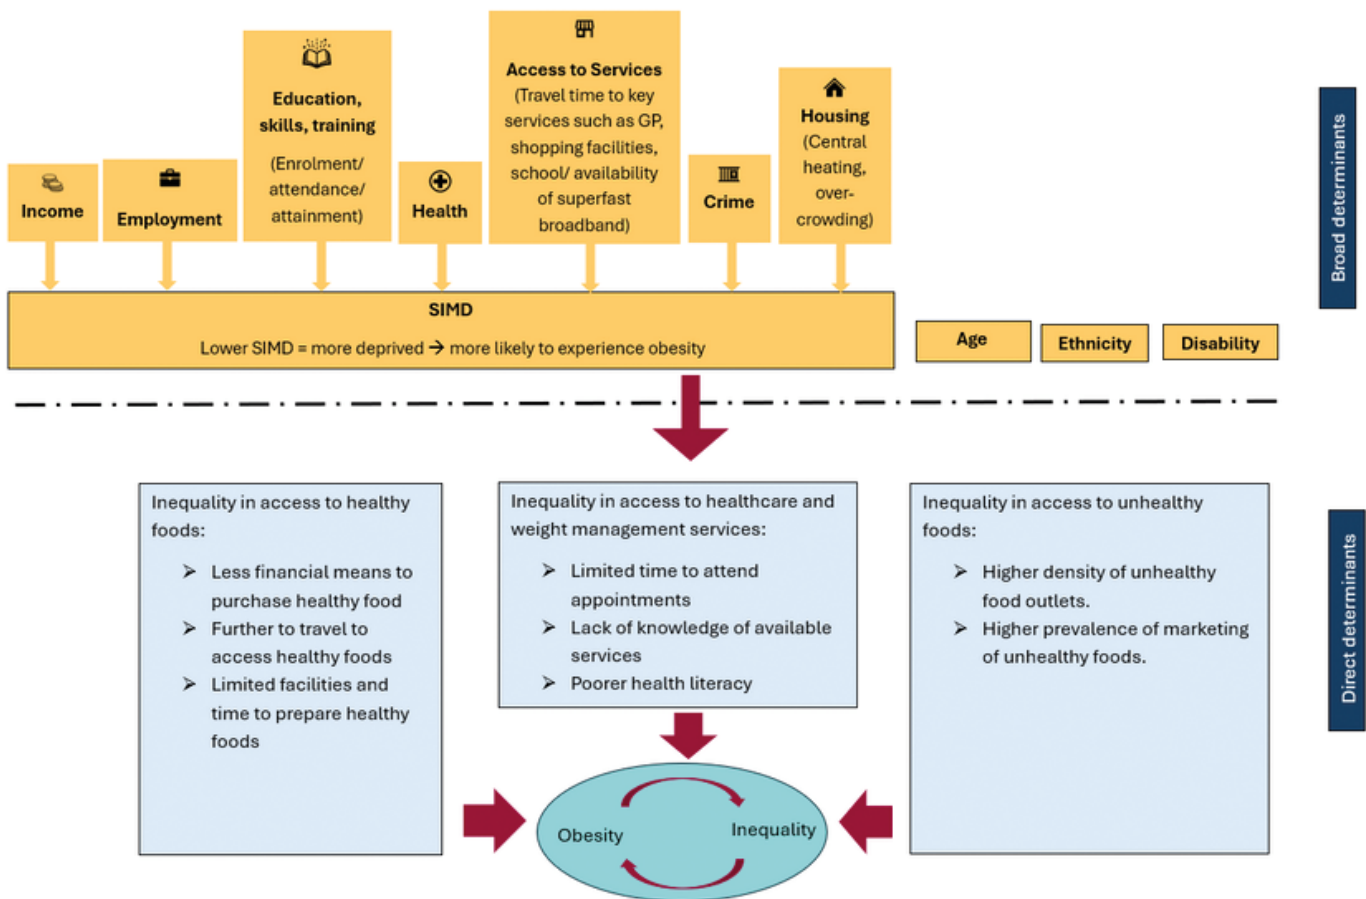 Income
Employment
Education,
skills, training
(Enrolment/
attendance/
attainment)
Health
Access to Services
(Travel time to key
services such as GP,
shopping facilities,
school/ availability
of superfast
broadband)
Crime
Housing
(Central
heating,
over-
crowding)
Broad determinants
SIMD
Lower SIMD = more deprived → more likely to experience obesity
Age
Ethnicity
Disability
Inequality in access to healthy
foods:
➢ Less financial means to
purchase healthy food
➢ Further to travel to
access healthy foods
➢ Limited facilities and
time to prepare healthy
foods
Inequality in access to healthcare and
weight management services:
➢ Limited time to attend
appointments
➢ Lack of knowledge of available
services
➢ Poorer health literacy
Inequality in access to unhealthy
foods:
➢ Higher density of unhealthy
food outlets.
➢ Higher prevalence of marketing
of unhealthy foods.
Direct determinants
Obesity
Inequality